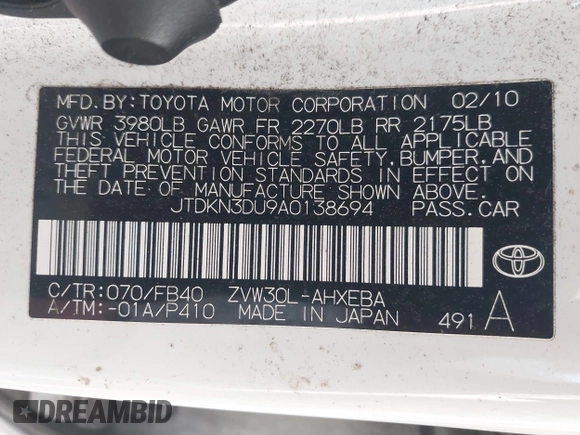 MFD. BY: TOYOTA MOTOR CORPORATION 02/10
GVWR 3980LB GAWR FR 2270LB RR 2175LB
THIS VEHICLE CONFORMS TO ALL APPLICABLE
FEDERAL MOTOR VEHICLE SAFETY, BUMPER, AND
THEFT PREVENTION STANDARDS IN EFFECT ON
THE DATE OF MANUFACTURE SHOWN ABOVE.
JTDKN3DU9A0138694 PASS. CAR
C/TR: 070/FB40 ZVW30L-AHXEBA
A/TM: -01A/P410 MADE IN JAPAN 491 A
DREAMBID